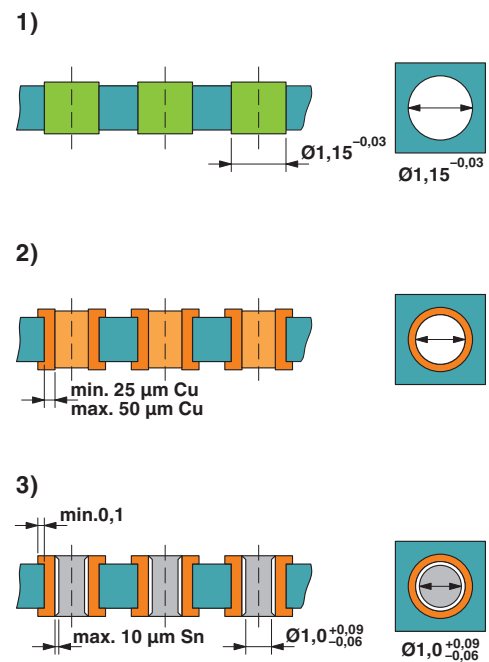 1)
Ø1,15 –0,03
Ø1,15 –0,03
2)
min. 25 µm Cu
max. 50 µm Cu
3)
min.0,1
max. 10 µm Sn
Ø1,0 +0,09 –0,06
Ø1,0 +0,09 –0,06